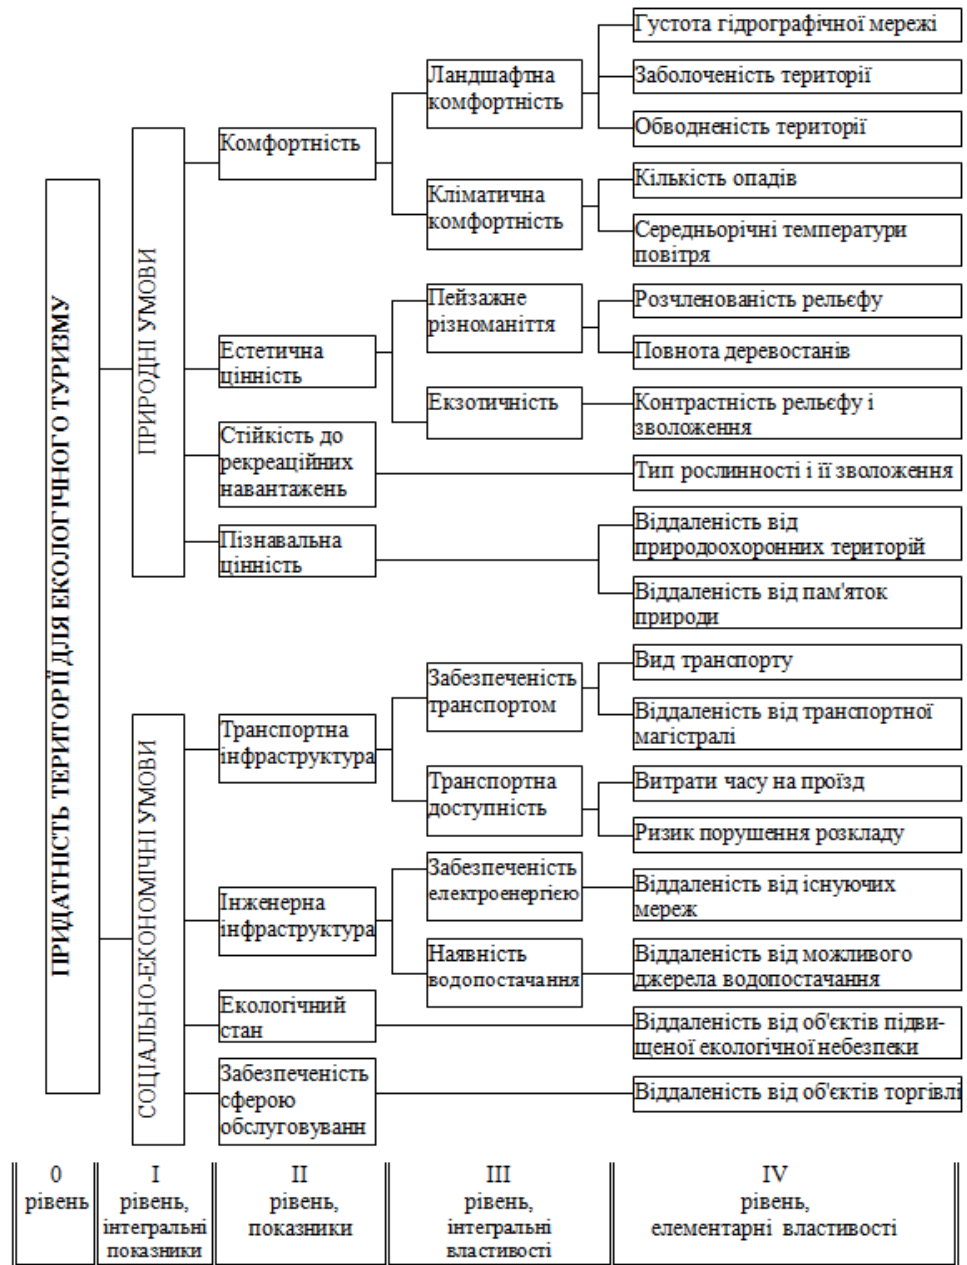 ПРИДАТНІСТЬ ТЕРИТОРІЇ ДЛЯ ЕКОЛОГІЧНОГО ТУРИЗМУ
ПРИРОДНІ УМОВИ
Комфортність
Ландшафтна
комфортність
Густота гідрографічної мережі
Заболоченість території
Обводненість території
Кліматична
комфортність
Кількість опадів
Середньорічні температури
повітря
Естетична
цінність
Пейзажне
різноманіття
Розчленованість рельєфу
Повнота деревостанів
Екзотичність
Контрастність рельєфу і
зволоження
Стійкість до
рекреаційних
навантажень
Тип рослинності і її зволоження
Пізнавальна
цінність
Віддаленість від
природоохоронних територій
Віддаленість від пам'яток
природи
СОЦІАЛЬНО-ЕКОНОМІЧНІ УМОВИ
Транспортна
інфраструктура
Забезпеченість
транспортом
Вид транспорту
Віддаленість від транспортної
магістралі
Транспортна
доступність
Витрати часу на проїзд
Ризик порушення розкладу
Інженерна
інфраструктура
Забезпеченість
електроенергією
Віддаленість від існуючих
мереж
Наявність
водопостачання
Віддаленість від можливого
джерела водопостачання
Екологічний
стан
Віддаленість від об'єктів підви-
щеної екологічної небезпеки
Забезпеченість
сферою
обслуговуванн
Віддаленість від об'єктів торгівлі
0
рівень
I
рівень,
інтегральні
показники
II
рівень,
показники
III
рівень,
інтегральні
властивості
IV
рівень,
елементарні властивості